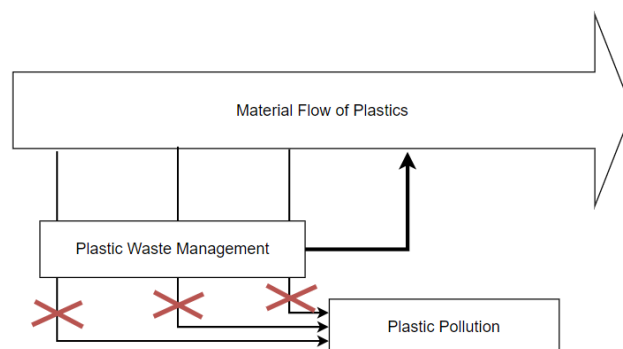 Material Flow of Plastics
Plastic Waste Management
Plastic Pollution